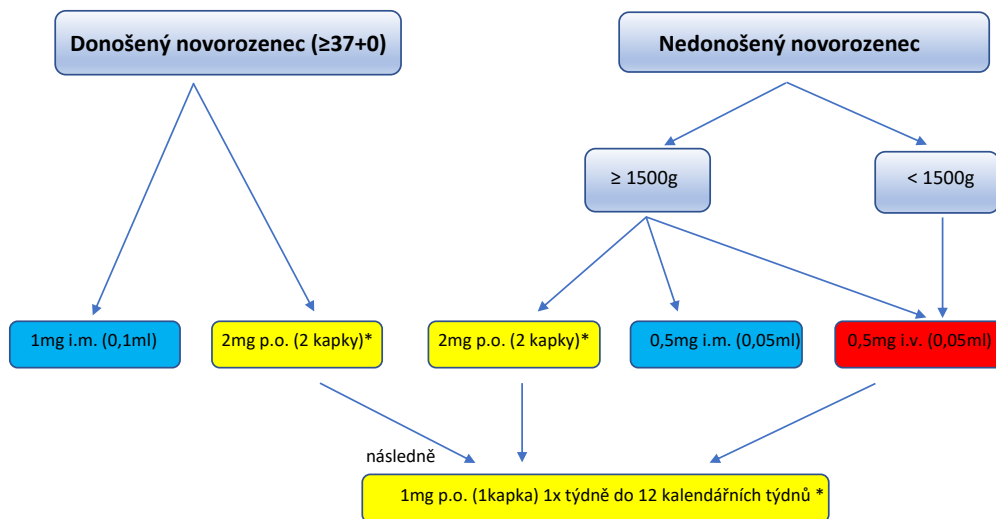 Donošený novorozenec (≥37+0)
Nedonošený novorozenec
≥ 1500g
< 1500g
1mg i.m. (0,1ml)
2mg p.o. (2 kapky)*
2mg p.o. (2 kapky)*
0,5mg i.m. (0,05ml)
0,5mg i.v. (0,05ml)
následně
1mg p.o. (1kapka) 1x týdně do 12 kalendářních týdnů *